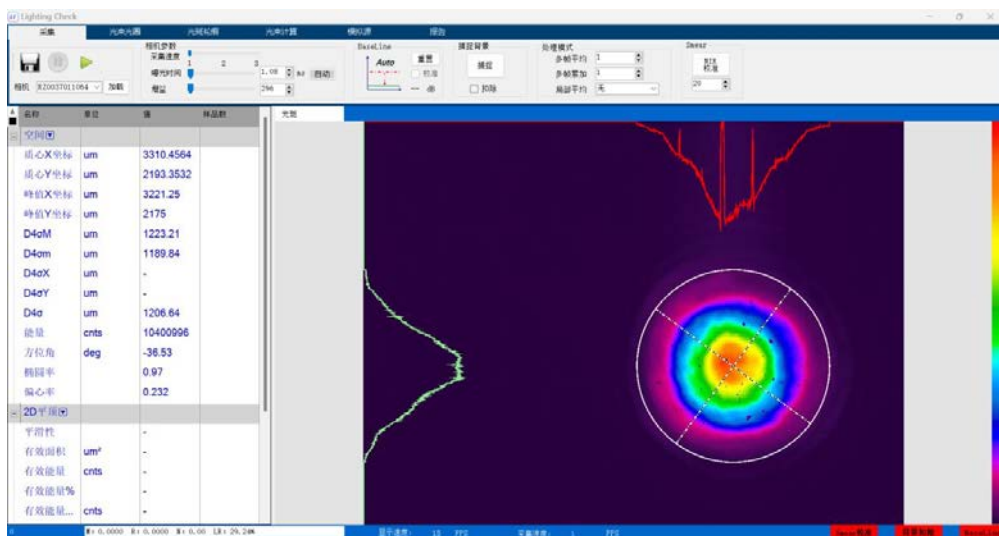 Lighting Check
采集 光束光圈 光斑轮廓 光束计算 模拟源 报告
相机参数
采集速度 1 2 3
曝光时间 1.08 自动
增益 296
相机 加载
BaseLine
Auto
重置
校准
-- dB
捕捉背景
捕捉
扣除
处理模式
多帧平均 1
多帧累加 1
局部平均 无
Smear
校准
20
名称 单位 值 样品数
光斑
空间
质心X坐标 um 3310.4564
质心Y坐标 um 2193.3532
峰值X坐标 um 3221.25
峰值Y坐标 um 2175
D4σM um 1223.21
D4σm um 1189.84
D4σX um -
D4σY um -
D4σ um 1206.64
能量 cnts 10400996
方位角 deg -36.53
椭圆率 0.97
偏心率 0.232
2D平顶
平滑性 -
有效面积 um² -
有效能量 cnts -
有效能量% -
有效能量... cnts -
显示速度: 15 FPS 采集速度: 1 FPS